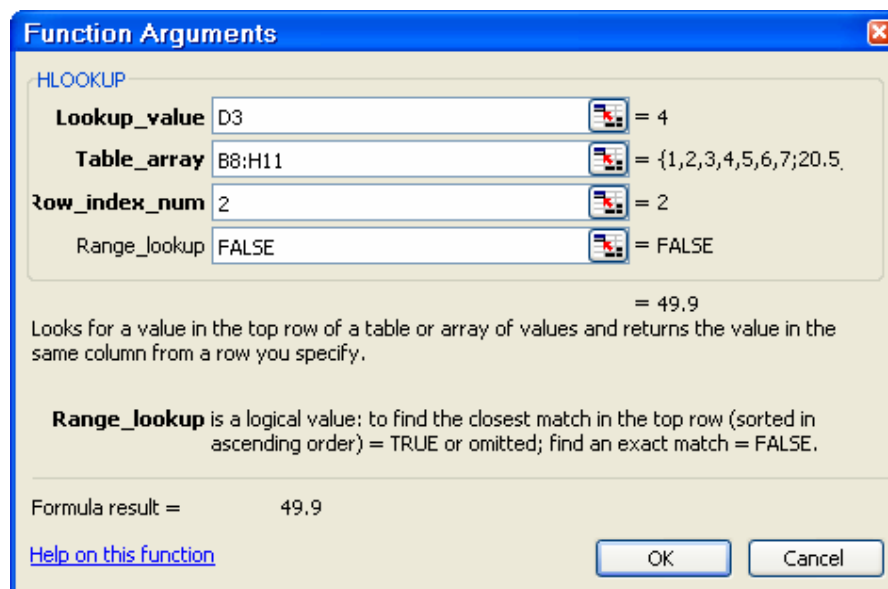 Function Arguments
HLOOKUP
Lookup_value D3 = 4
Table_array B8:H11 = {1,2,3,4,5,6,7;20.5,
Row_index_num 2 = 2
Range_lookup FALSE = FALSE
= 49.9
Looks for a value in the top row of a table or array of values and returns the value in the
same column from a row you specify.
Range_lookup is a logical value: to find the closest match in the top row (sorted in
ascending order) = TRUE or omitted; find an exact match = FALSE.
Formula result = 49.9
Help on this function
OK Cancel